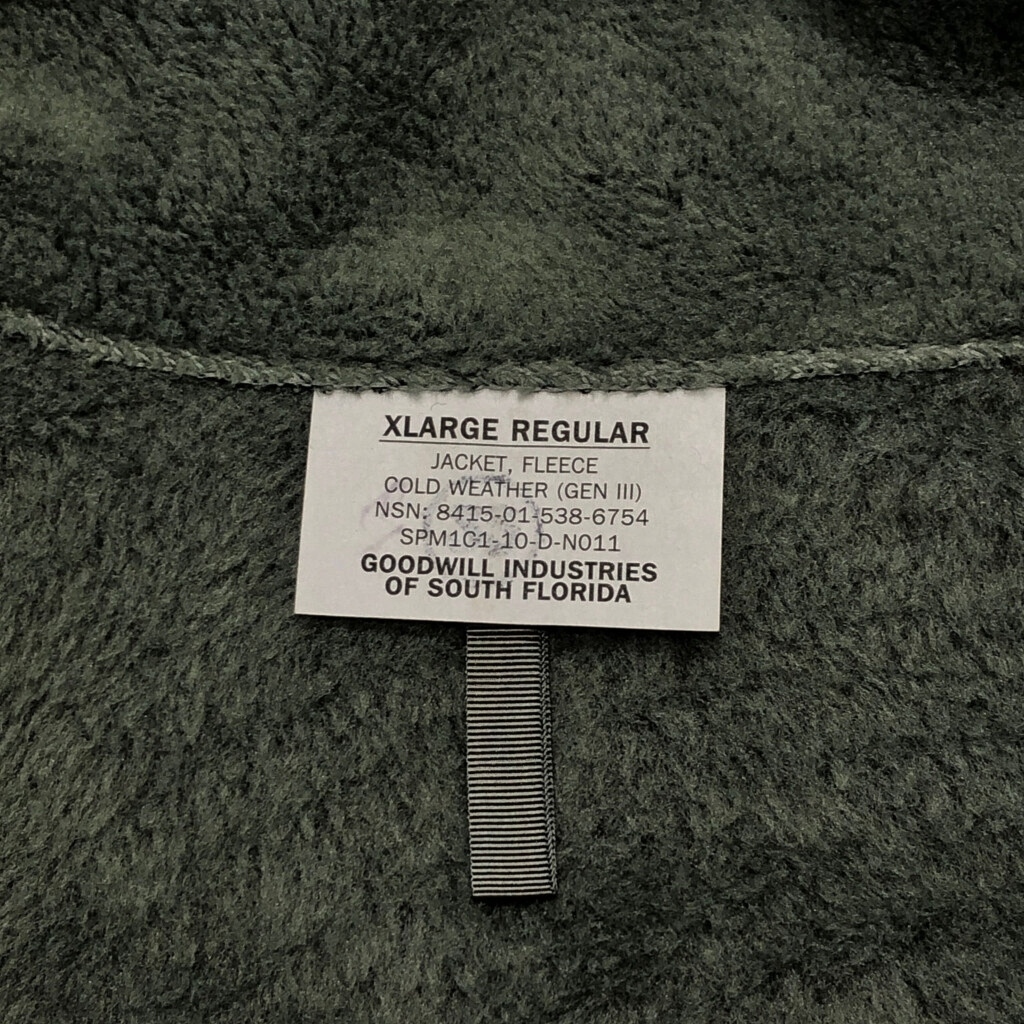 XLARGE REGULAR
JACKET, FLEECE
COLD WEATHER (GEN III)
NSN: 8415-01-538-6754
SPM1C1-10-D-N011
GOODWILL INDUSTRIES
OF SOUTH FLORIDA